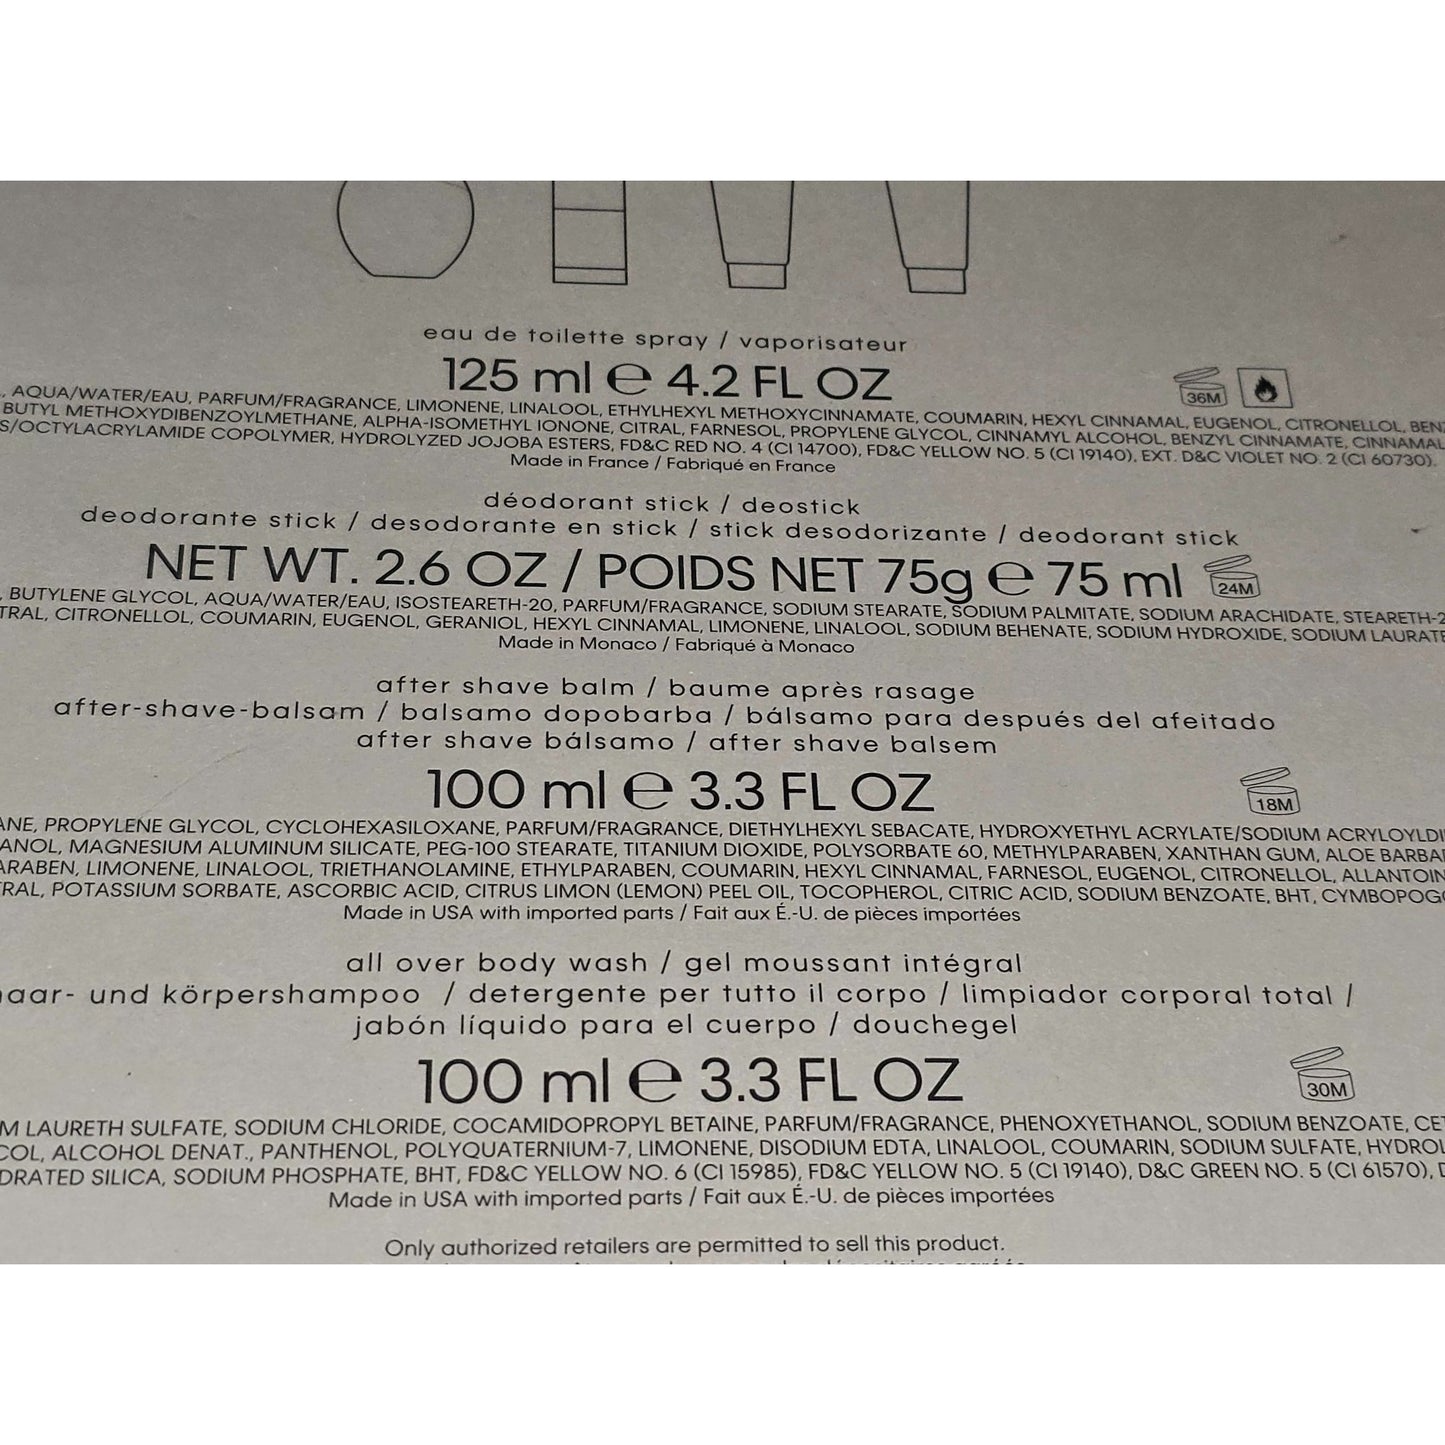 eau de toilette spray / vaporisateur
125 ml ℮ 4.2 FL OZ
36M
, AQUA/WATER/EAU, PARFUM/FRAGRANCE, LIMONENE, LINALOOL, ETHYLHEXYL METHOXYCINNAMATE, COUMARIN, HEXYL CINNAMAL, EUGENOL, CITRONELLOL,
BUTYL METHOXYDIBENZOYLMETHANE, ALPHA-ISOMETHYL IONONE, CITRAL, FARNESOL, PROPYLENE GLYCOL, CINNAMYL ALCOHOL, BENZYL CINNAMATE, CINNAMAL
S/OCTYLACRYLAMIDE COPOLYMER, HYDROLYZED JOJOBA ESTERS, FD&C RED NO. 4 (CI 14700), FD&C YELLOW NO. 5 (CI 19140), EXT. D&C VIOLET NO. 2 (CI 60730).
Made in France / Fabriqué en France
déodorant stick / deostick
deodorante stick / desodorante en stick / stick desodorizante / deodorant stick
NET WT. 2.6 OZ / POIDS NET 75g ℮ 75 ml
24M
, BUTYLENE GLYCOL, AQUA/WATER/EAU, ISOSTEARETH-20, PARFUM/FRAGRANCE, SODIUM STEARATE, SODIUM PALMITATE, SODIUM ARACHIDATE, STEARETH-2
TRAL, CITRONELLOL, COUMARIN, EUGENOL, GERANIOL, HEXYL CINNAMAL, LIMONENE, LINALOOL, SODIUM BEHENATE, SODIUM HYDROXIDE, SODIUM LAURATE
Made in Monaco / Fabriqué à Monaco
after shave balm / baume après rasage
after-shave-balsam / balsamo dopobarba / bálsamo para después del afeitado
after shave bálsamo / after shave balsem
100 ml ℮ 3.3 FL OZ
18M
ANE, PROPYLENE GLYCOL, CYCLOHEXASILOXANE, PARFUM/FRAGRANCE, DIETHYLHEXYL SEBACATE, HYDROXYETHYL ACRYLATE/SODIUM ACRYLOYLDI
ANOL, MAGNESIUM ALUMINUM SILICATE, PEG-100 STEARATE, TITANIUM DIOXIDE, POLYSORBATE 60, METHYLPARABEN, XANTHAN GUM, ALOE BARBA
ARABEN, LIMONENE, LINALOOL, TRIETHANOLAMINE, ETHYLPARABEN, COUMARIN, HEXYL CINNAMAL, FARNESOL, EUGENOL, CITRONELLOL, ALLANTOIN
RAL, POTASSIUM SORBATE, ASCORBIC ACID, CITRUS LIMON (LEMON) PEEL OIL, TOCOPHEROL, CITRIC ACID, SODIUM BENZOATE, BHT, CYMBOPOG
Made in USA with imported parts / Fait aux É.-U. de pièces importées
all over body wash / gel moussant intégral
haar- und körpershampoo / detergente per tutto il corpo / limpiador corporal total /
jabón líquido para el cuerpo / douchegel
100 ml ℮ 3.3 FL OZ
30M
M LAURETH SULFATE, SODIUM CHLORIDE, COCAMIDOPROPYL BETAINE, PARFUM/FRAGRANCE, PHENOXYETHANOL, SODIUM BENZOATE, CET
COL, ALCOHOL DENAT., PANTHENOL, POLYQUATERNIUM-7, LIMONENE, DISODIUM EDTA, LINALOOL, COUMARIN, SODIUM SULFATE, HYDROL
DRATED SILICA, SODIUM PHOSPHATE, BHT, FD&C YELLOW NO. 6 (CI 15985), FD&C YELLOW NO. 5 (CI 19140), D&C GREEN NO. 5 (CI 61570),
Made in USA with imported parts / Fait aux É.-U. de pièces importées
Only authorized retailers are permitted to sell this product.